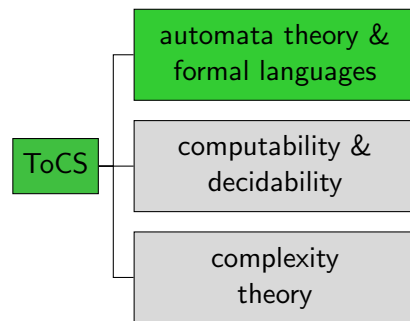 ToCS
automata theory &
formal languages
computability &
decidability
complexity
theory